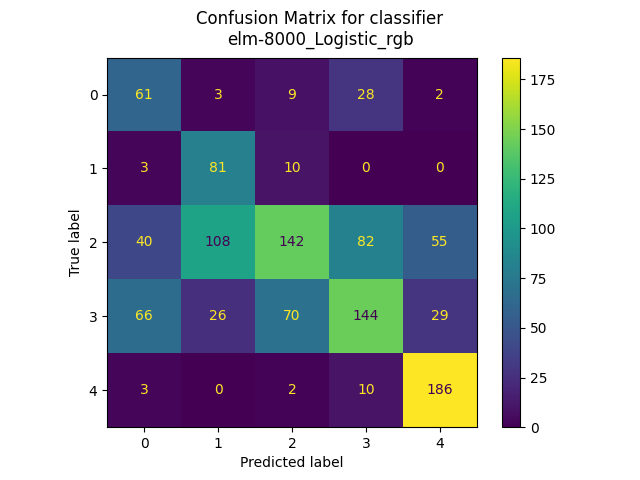 Confusion Matrix for classifier
elm-8000_Logistic_rgb
175
0 61 3 9 28 2
150
1 3 81 10 0 0
125
100
True label
2 40 108 142 82 55
75
3 66 26 70 144 29
50
25
4 3 0 2 10 186
0
0 1 2 3 4
Predicted label